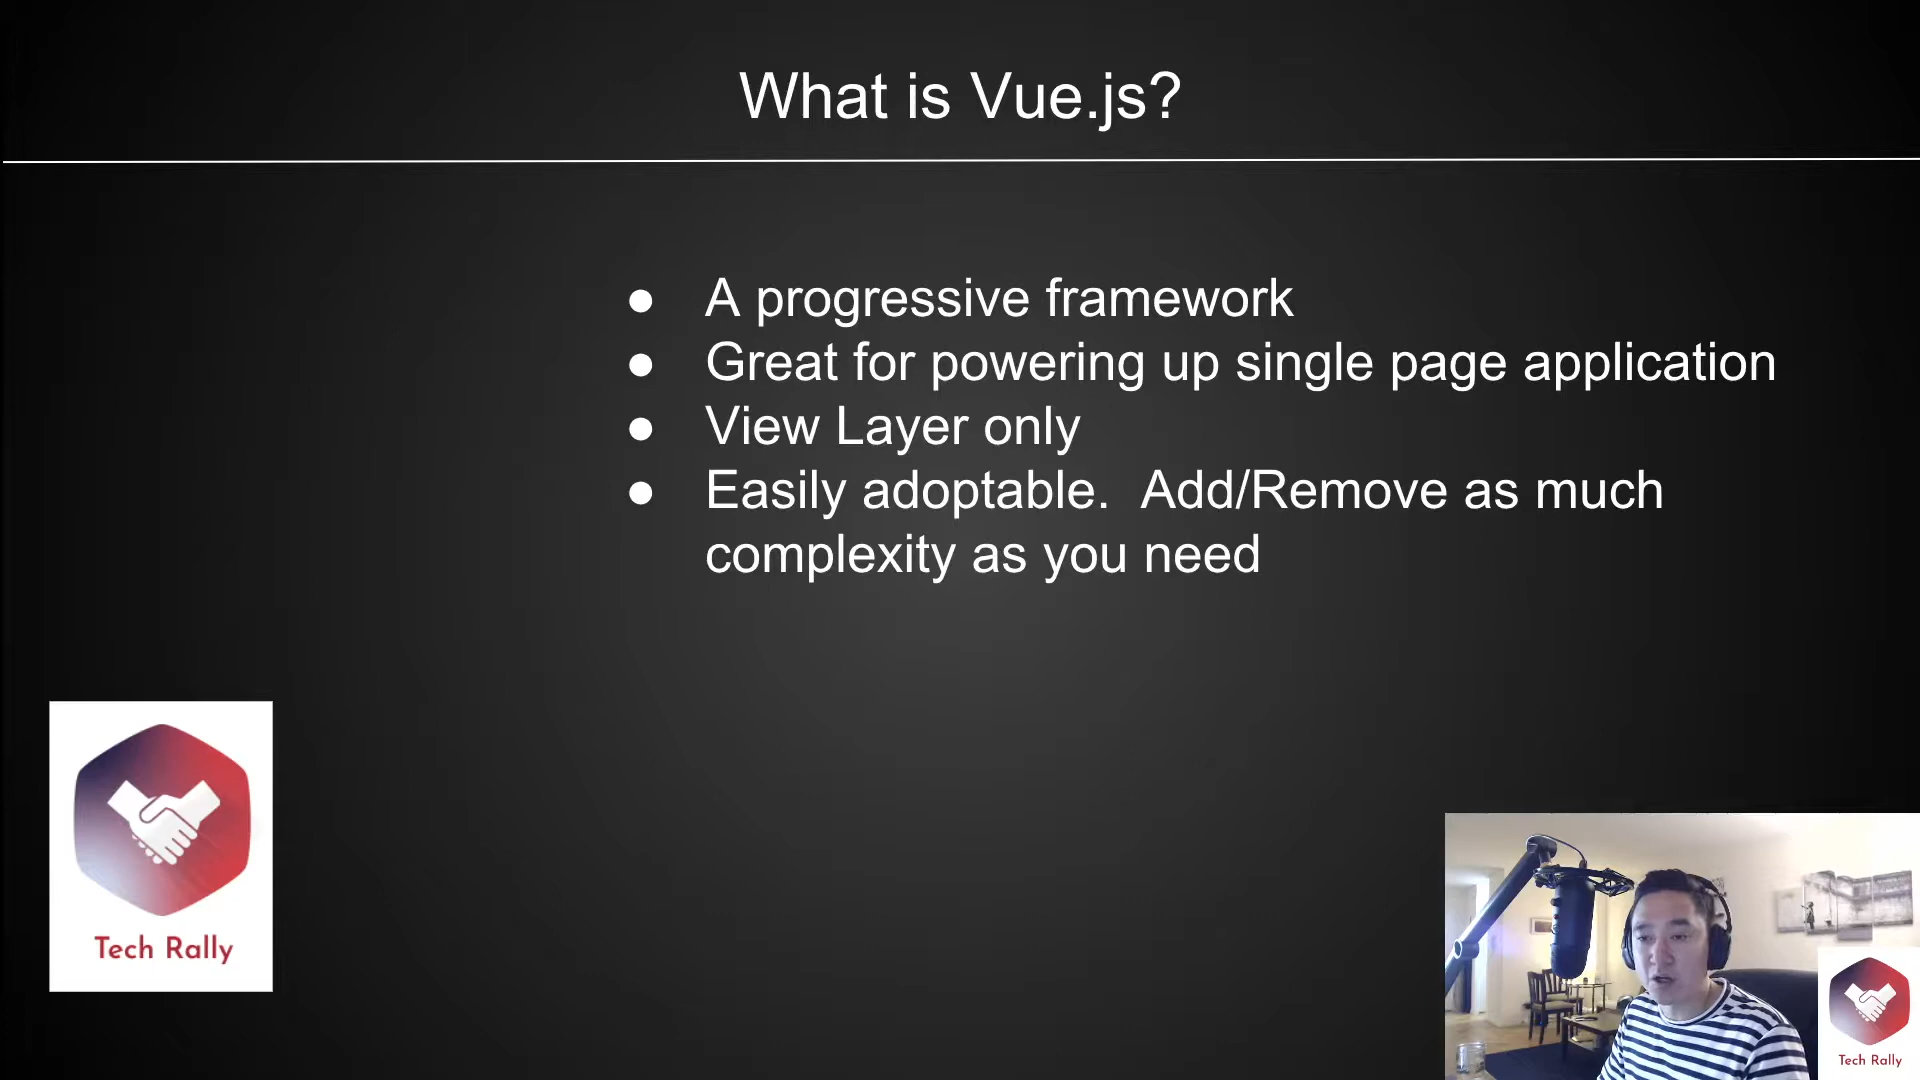 What is Vue.js?
● A progressive framework
● Great for powering up single page application
● View Layer only
● Easily adoptable.  Add/Remove as much
complexity as you need
Tech Rally
Tech Rally